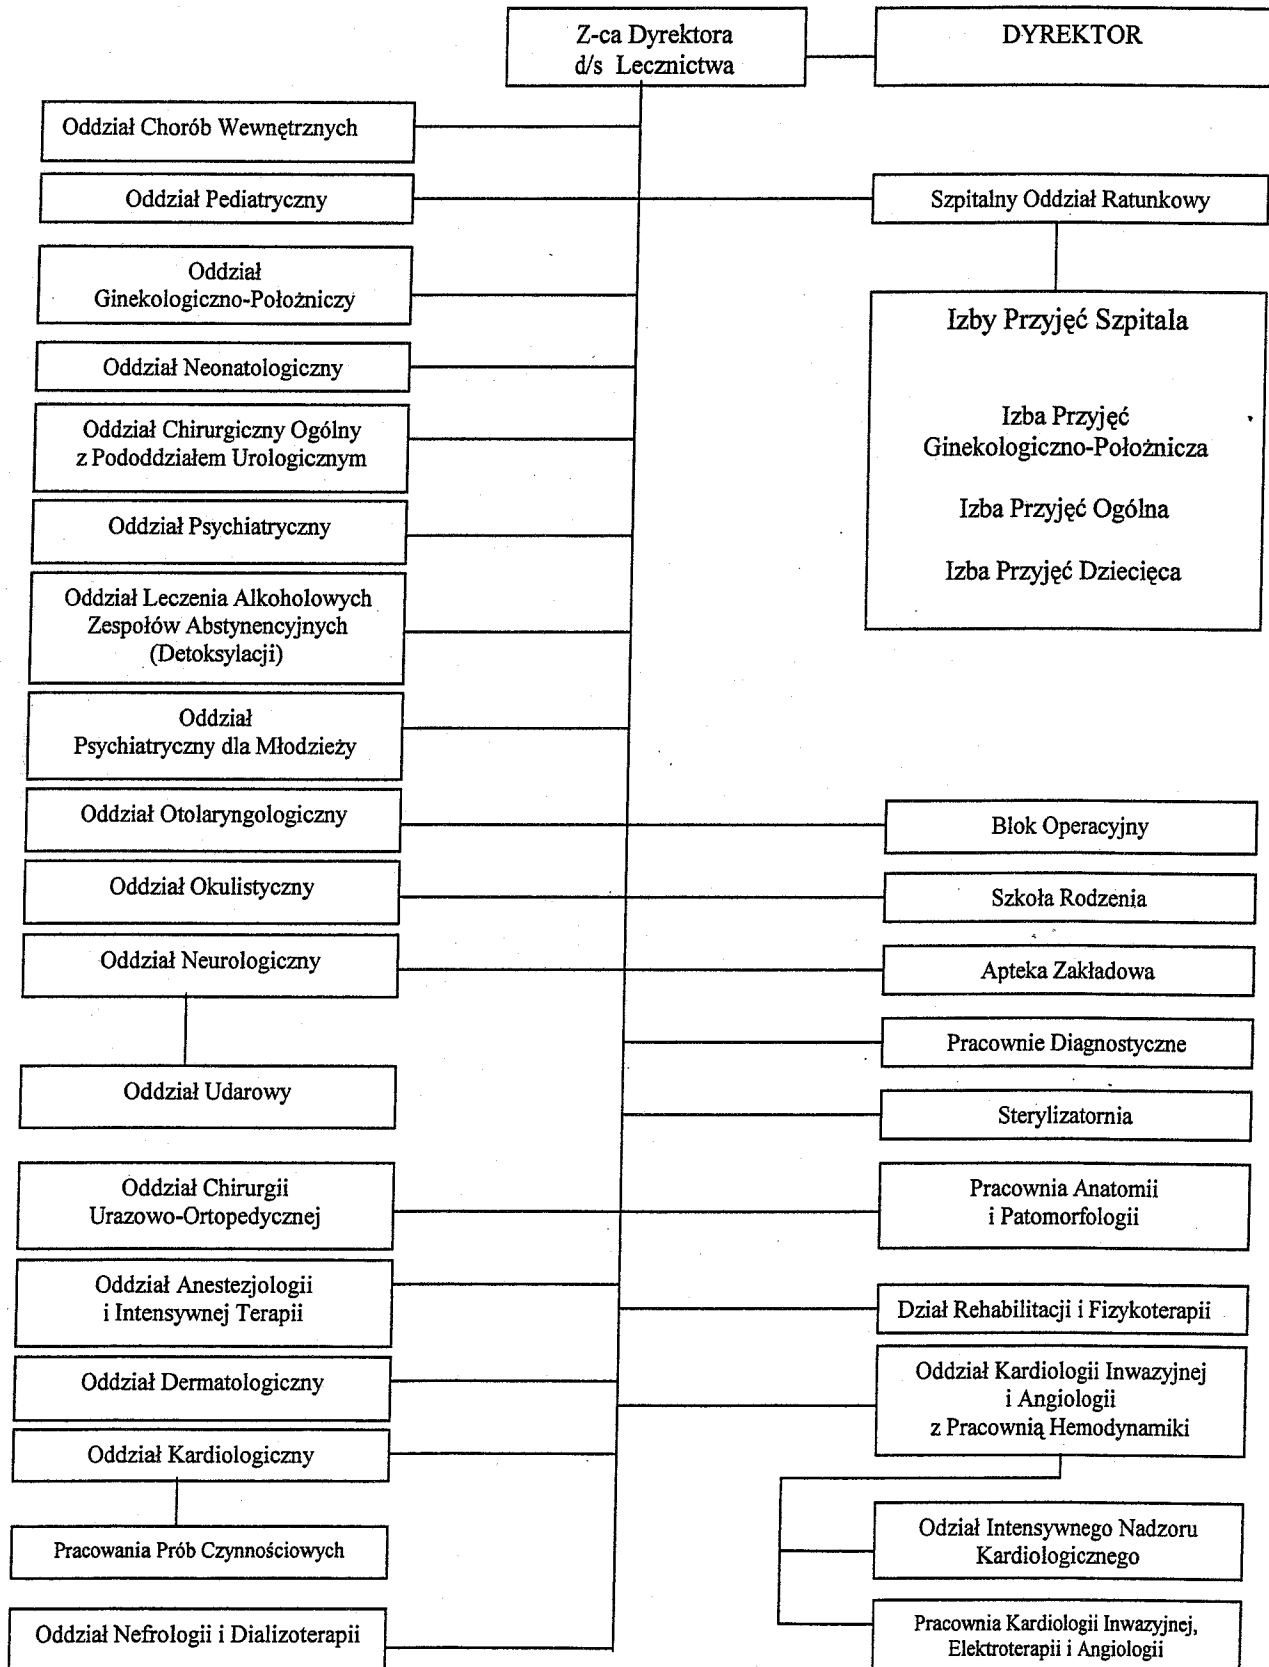 Z-ca Dyrektora
d/s Lecznictwa
DYREKTOR
Oddział Chorób Wewnętrznych
Oddział Pediatryczny
Szpitalny Oddział Ratunkowy
Oddział
Ginekologiczno-Położniczy
Izby Przyjęć Szpitala
Izba Przyjęć
Ginekologiczno-Położnicza
Izba Przyjęć Ogólna
Izba Przyjęć Dziecięca
Oddział Neonatologiczny
Oddział Chirurgiczny Ogólny
z Pododdziałem Urologicznym
Oddział Psychiatryczny
Oddział Leczenia Alkoholowych
Zespołów Abstynencyjnych
(Detoksylacji)
Oddział
Psychiatryczny dla Młodzieży
Oddział Otolaryngologiczny
Blok Operacyjny
Oddział Okulistyczny
Szkoła Rodzenia
Oddział Neurologiczny
Apteka Zakładowa
Pracownie Diagnostyczne
Oddział Udarowy
Sterylizatornia
Oddział Chirurgii
Urazowo-Ortopedycznej
Pracownia Anatomii
i Patomorfologii
Oddział Anestezjologii
i Intensywnej Terapii
Dział Rehabilitacji i Fizykoterapii
Oddział Dermatologiczny
Oddział Kardiologii Inwazyjnej
i Angiologii
z Pracownią Hemodynamiki
Oddział Kardiologiczny
Pracowania Prób Czynnościowych
Odział Intensywnego Nadzoru
Kardiologicznego
Oddział Nefrologii i Dializoterapii
Pracownia Kardiologii Inwazyjnej,
Elektroterapii i Angiologii